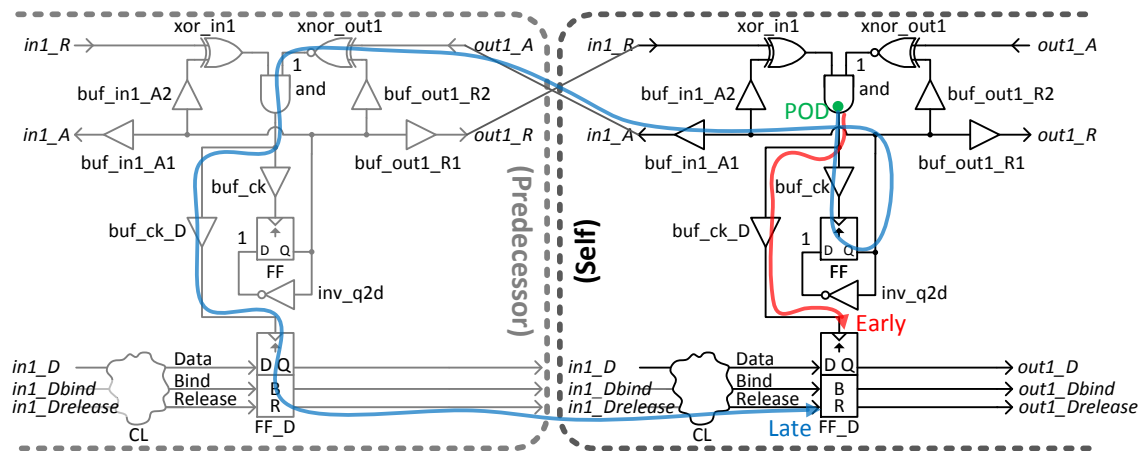 xor_in1
xnor_out1
in1_R
out1_A
1
and
buf_in1_A2
buf_out1_R2
in1_A
out1_R
buf_in1_A1
buf_out1_R1
buf_ck
buf_ck_D
1
D Q
FF
inv_q2d
(Predecessor)
in1_D
in1_Dbind
in1_Drelease
Data
Bind
Release
CL
D Q
B
R
FF_D
xor_in1
xnor_out1
in1_R
out1_A
1
and
buf_in1_A2
POD
buf_out1_R2
in1_A
out1_R
buf_in1_A1
buf_out1_R1
buf_ck
buf_ck_D
1
D Q
FF
inv_q2d
(Self)
Early
in1_D
in1_Dbind
in1_Drelease
Data
Bind
Release
CL
D Q
B
R
Late
FF_D
out1_D
out1_Dbind
out1_Drelease